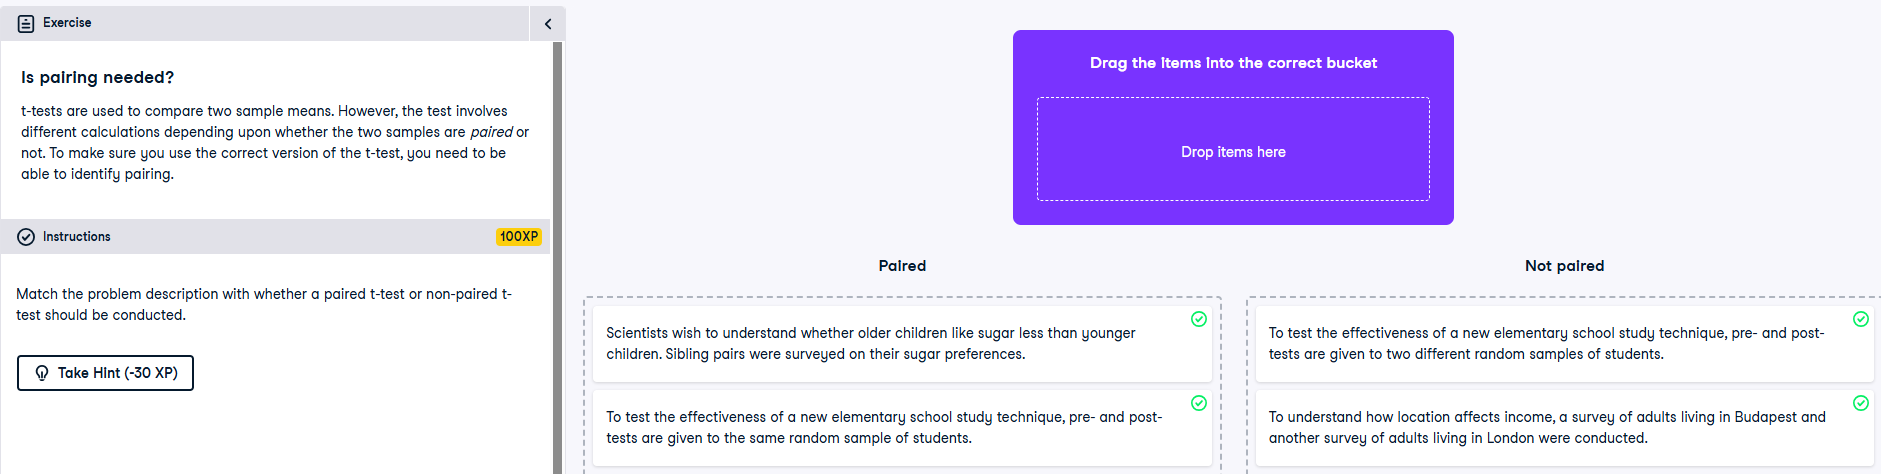 Exercise
Is pairing needed?
t-tests are used to compare two sample means. However, the test involves
different calculations depending upon whether the two samples are paired or
not. To make sure you use the correct version of the t-test, you need to be
able to identify pairing.
Instructions
100XP
Match the problem description with whether a paired t-test or non-paired t-
test should be conducted.
Take Hint (-30 XP)
Drag the items into the correct bucket
Drop items here
Paired
Scientists wish to understand whether older children like sugar less than younger
children. Sibling pairs were surveyed on their sugar preferences.
To test the effectiveness of a new elementary school study technique, pre- and post-
tests are given to the same random sample of students.
Not paired
To test the effectiveness of a new elementary school study technique, pre- and post-
tests are given to two different random samples of students.
To understand how location affects income, a survey of adults living in Budapest and
another survey of adults living in London were conducted.